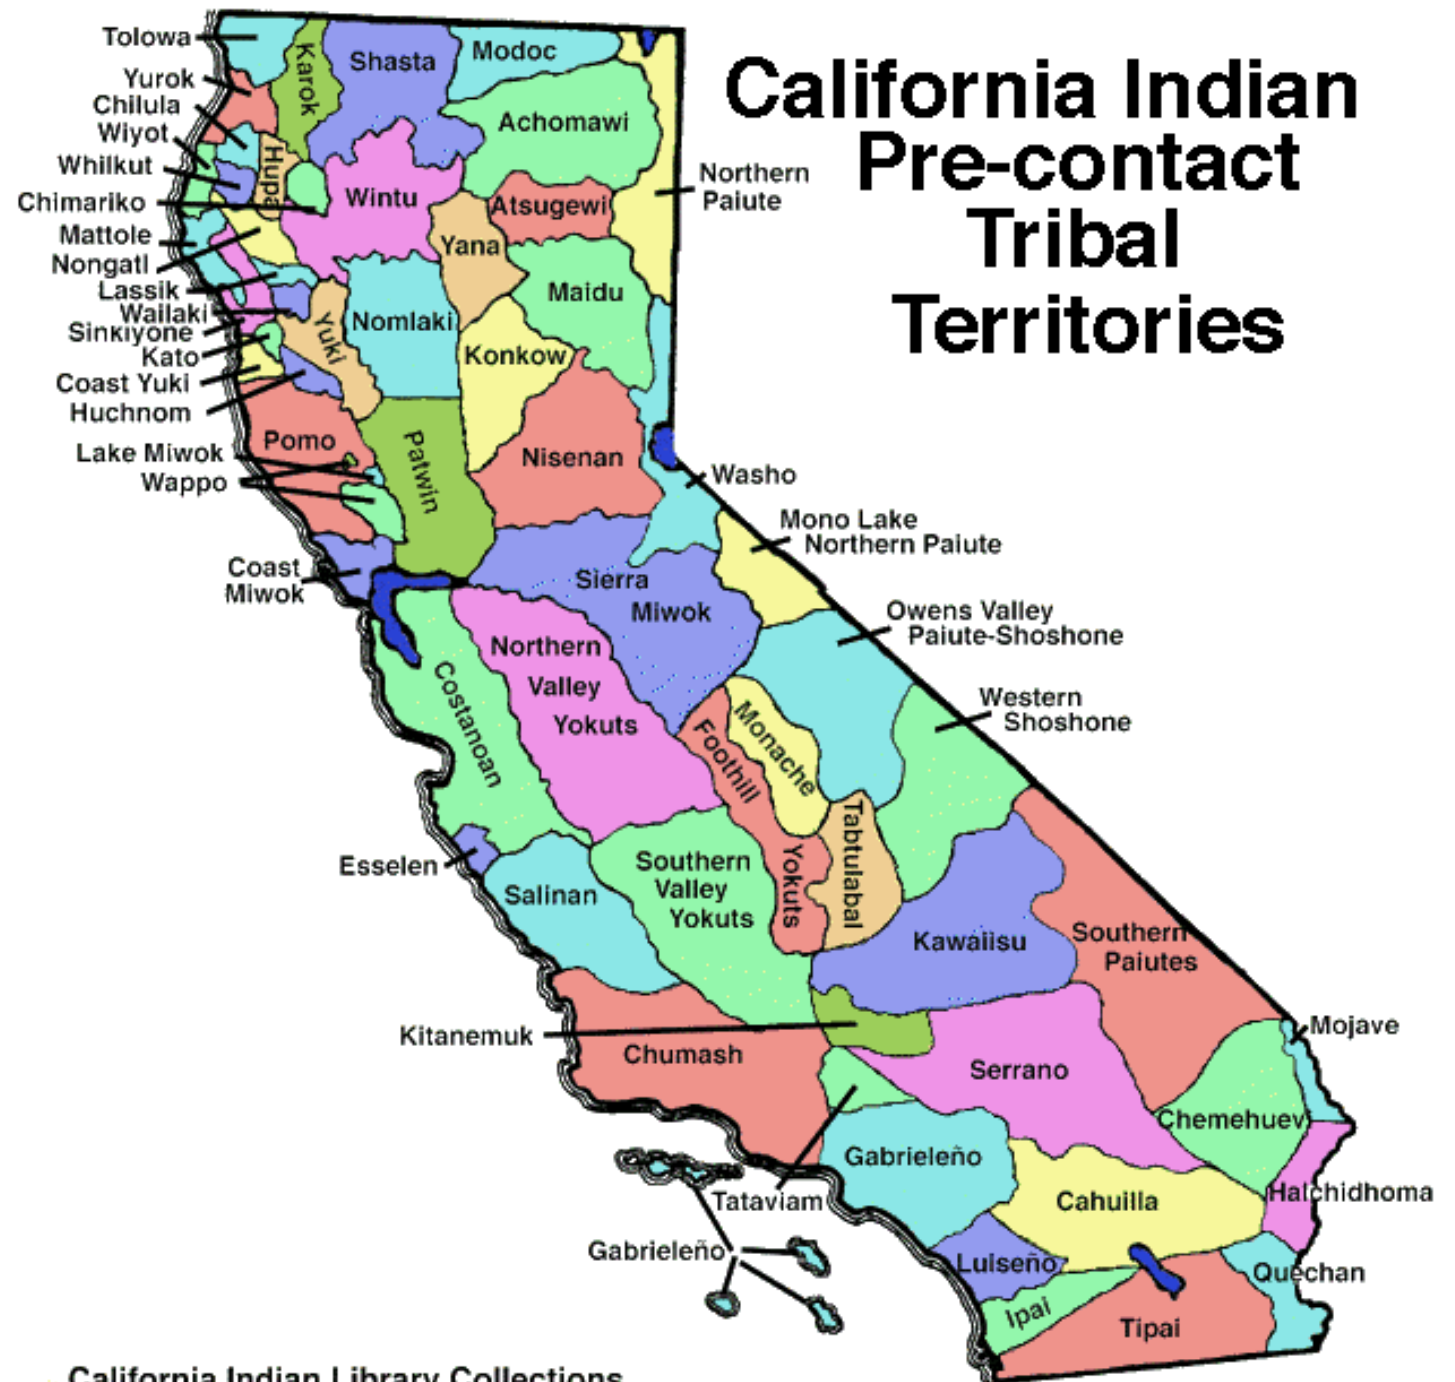 California Indian
Pre-contact
Tribal
Territories
Tolowa
Yurok
Chilula
Wiyot
Whilkut
Chimariko
Mattole
Nongatl
Lassik
Wailaki
Sinkiyone
Kato
Coast Yuki
Huchnom
Lake Miwok
Wappo
Coast
Miwok
Karok
Shasta
Modoc
Achomawi
Northern
Paiute
Hupa
Wintu
Atsugewi
Yana
Maidu
Nomlaki
Yuki
Konkow
Pomo
Patwin
Nisenan
Washo
Mono Lake
Northern Paiute
Sierra
Miwok
Owens Valley
Paiute-Shoshone
Northern
Valley
Yokuts
Costanoan
Western
Shoshone
Foothill
Yokuts
Monache
Tabtulabal
Esselen
Salinan
Southern
Valley
Yokuts
Kawaiisu
Southern
Paiutes
Kitanemuk
Chumash
Serrano
Mojave
Chemehuevi
Gabrieleño
Tataviam
Cahuilla
Halchidhoma
Gabrieleño
Luiseño
Quechan
Ipai
Tipai
California Indian Library Collections